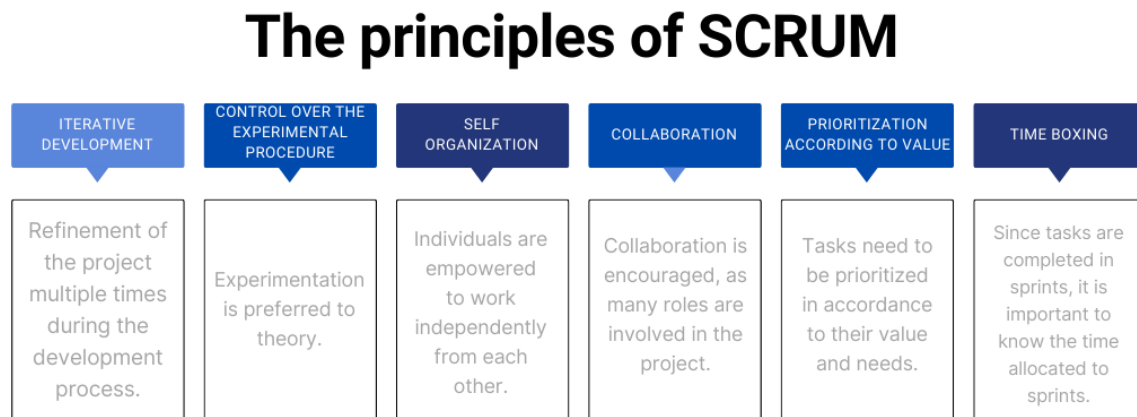 The principles of SCRUM
ITERATIVE
DEVELOPMENT
Refinement of
the project
multiple times
during the
development
process.
CONTROL OVER THE
EXPERIMENTAL
PROCEDURE
Experimentation
is preferred to
theory.
SELF
ORGANIZATION
Individuals are
empowered
to work
independently
from each
other.
COLLABORATION
Collaboration is
encouraged, as
many roles are
involved in the
project.
PRIORITIZATION
ACCORDING TO VALUE
Tasks need to
be prioritized
in accordance
to their value
and needs.
TIME BOXING
Since tasks are
completed in
sprints, it is
important to
know the time
allocated to
sprints.